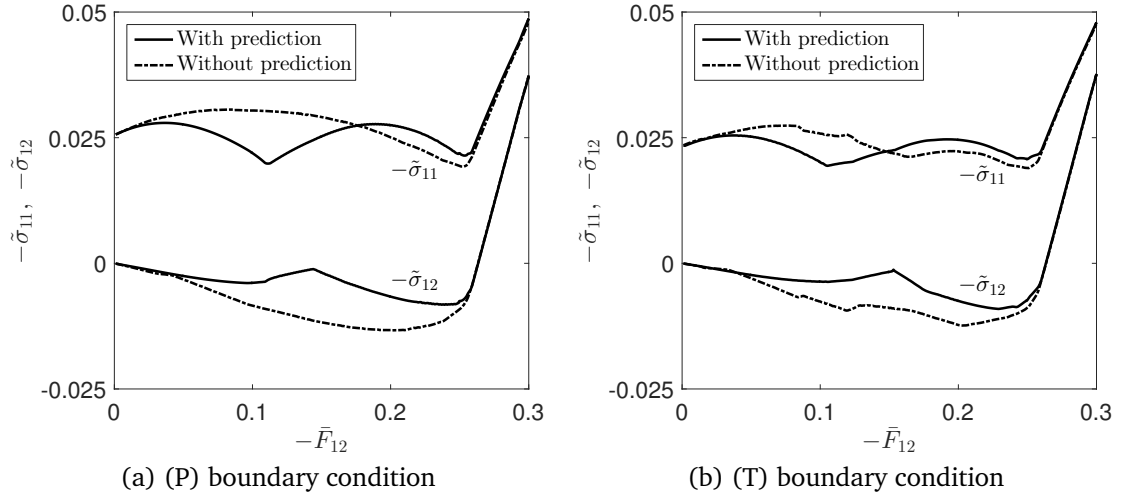 0.05
With prediction
Without prediction
0.025
−σ̃₁₁
−σ̃₁₁, −σ̃₁₂
0
−σ̃₁₂
-0.025
0 0.1 0.2 0.3
−F̄₁₂
(a) (P) boundary condition
0.05
With prediction
Without prediction
0.025
−σ̃₁₁
−σ̃₁₁, −σ̃₁₂
0
−σ̃₁₂
-0.025
0 0.1 0.2 0.3
−F̄₁₂
(b) (T) boundary condition